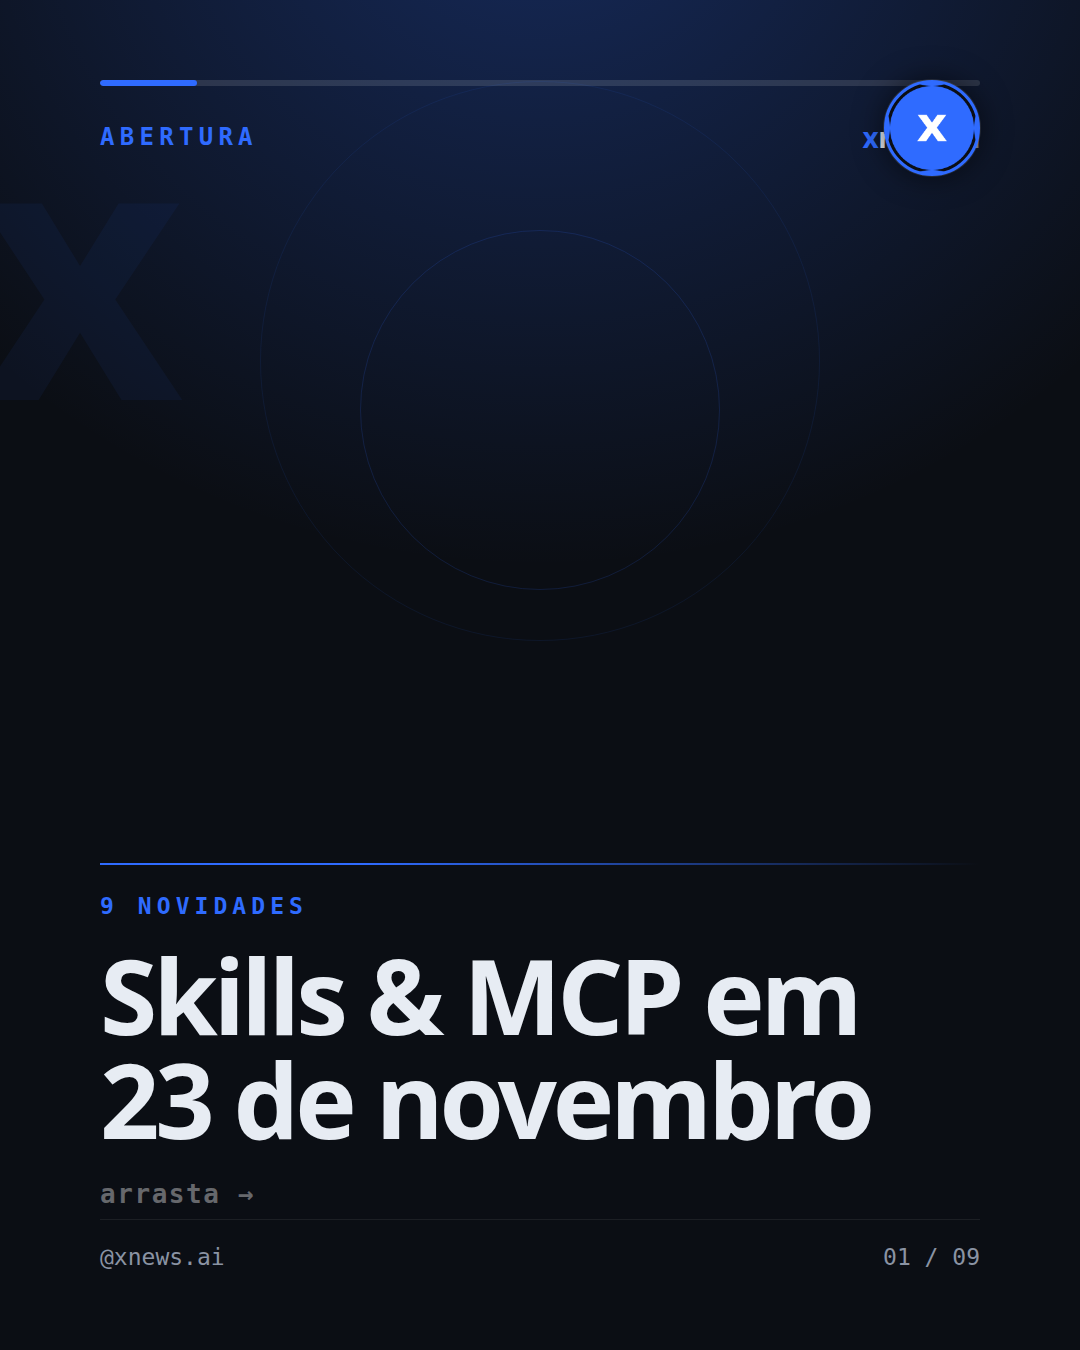 ABERTURA
x
x
9 NOVIDADES
Skills & MCP em
23 de novembro
arrasta →
@xnews.ai
01 / 09